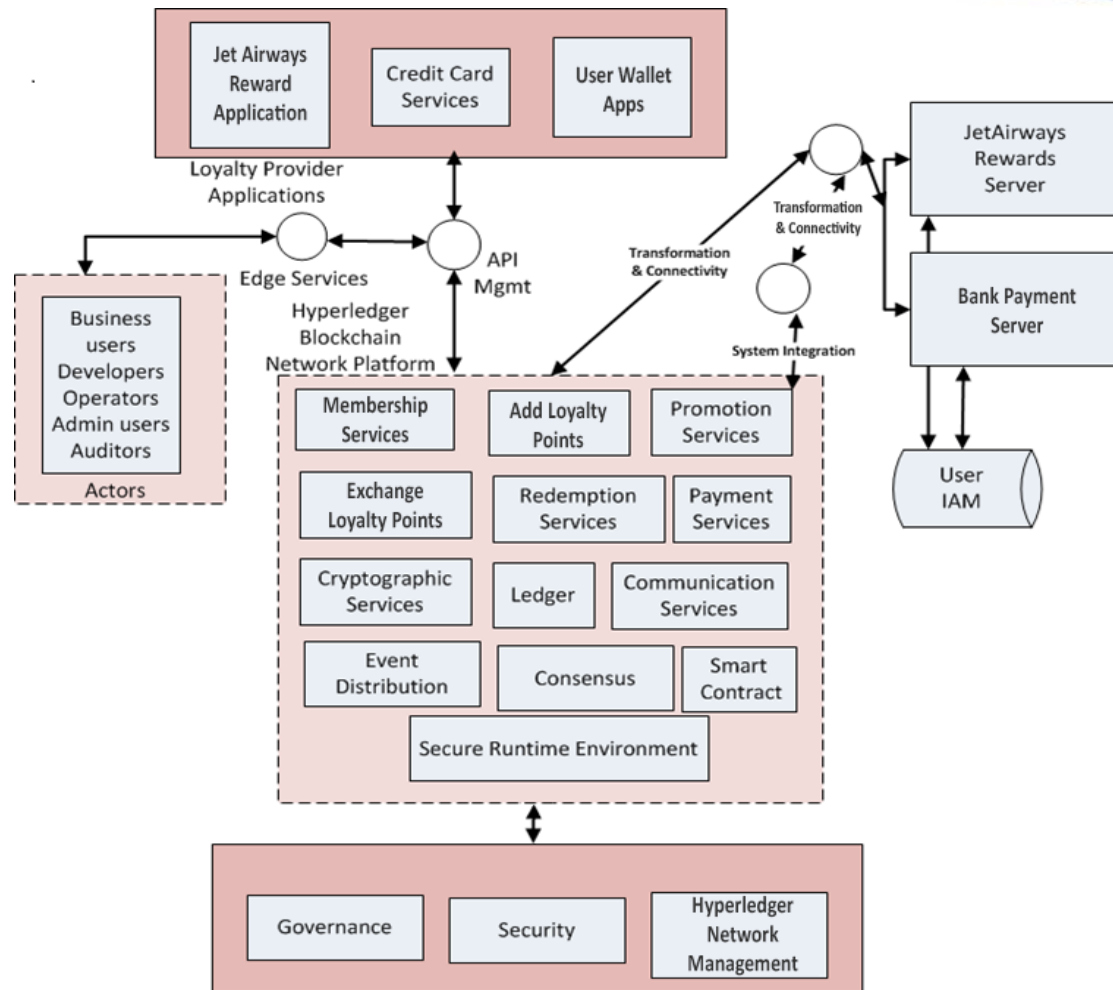 Jet Airways
Reward
Application
Credit Card
Services
User Wallet
Apps
Loyalty Provider
Applications
Edge Services
API
Mgmt
Hyperledger
Blockchain
Network Platform
Transformation
& Connectivity
Transformation
& Connectivity
System Integration
JetAirways
Rewards
Server
Bank Payment
Server
User
IAM
Business
users
Developers
Operators
Admin users
Auditors
Actors
Membership
Services
Add Loyalty
Points
Promotion
Services
Exchange
Loyalty Points
Redemption
Services
Payment
Services
Cryptographic
Services
Ledger
Communication
Services
Event
Distribution
Consensus
Smart
Contract
Secure Runtime Environment
Governance
Security
Hyperledger
Network
Management